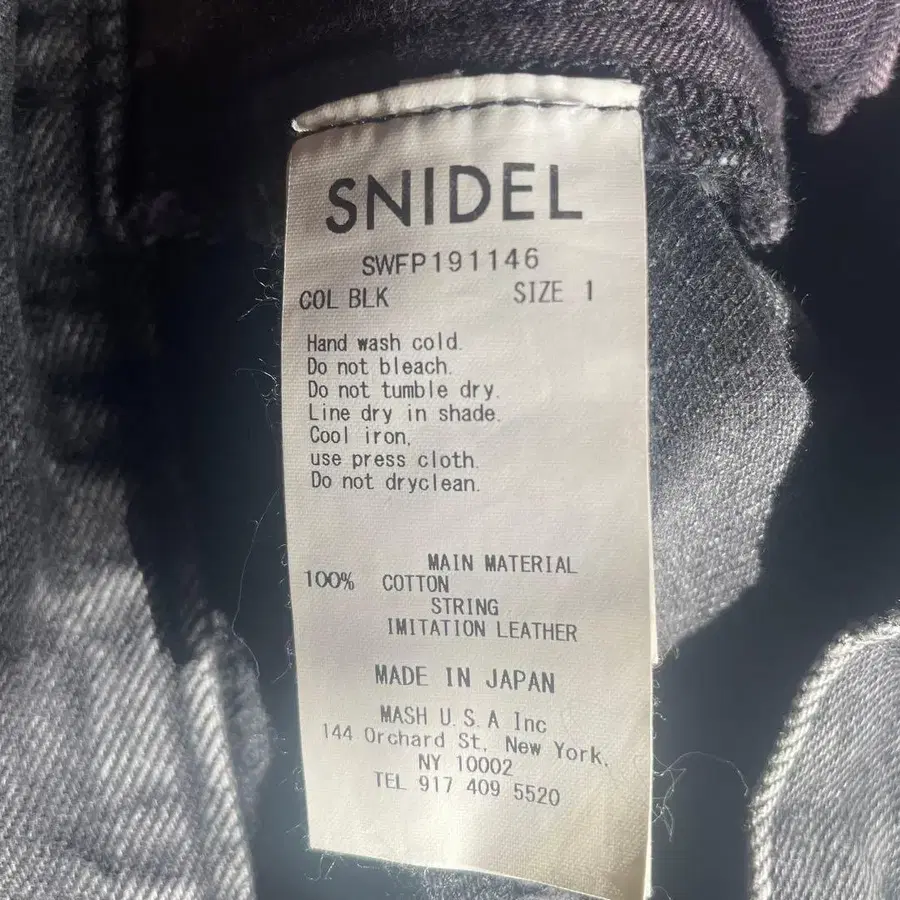 SNIDEL
SWFP191146
COL BLK SIZE 1
Hand wash cold.
Do not bleach.
Do not tumble dry.
Line dry in shade.
Cool iron,
use press cloth.
Do not dryclean.
MAIN MATERIAL
100% COTTON
STRING
IMITATION LEATHER
MADE IN JAPAN
MASH U.S.A Inc
144 Orchard St, New York,
NY 10002
TEL 917 409 5520